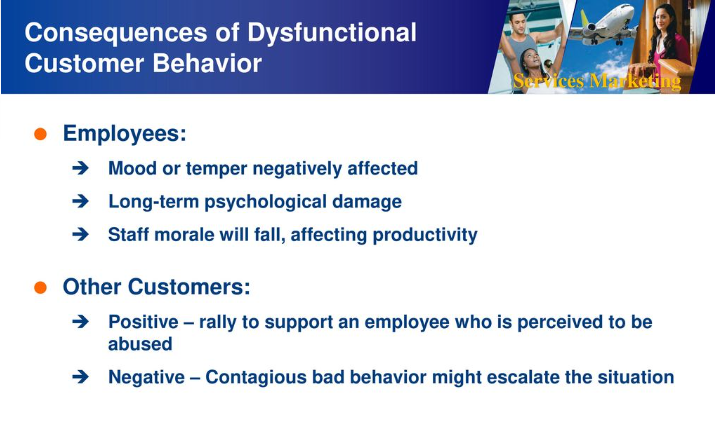 Consequences of Dysfunctional
Customer Behavior
Services Marketing
Employees:
Mood or temper negatively affected
Long-term psychological damage
Staff morale will fall, affecting productivity
Other Customers:
Positive – rally to support an employee who is perceived to be
abused
Negative – Contagious bad behavior might escalate the situation